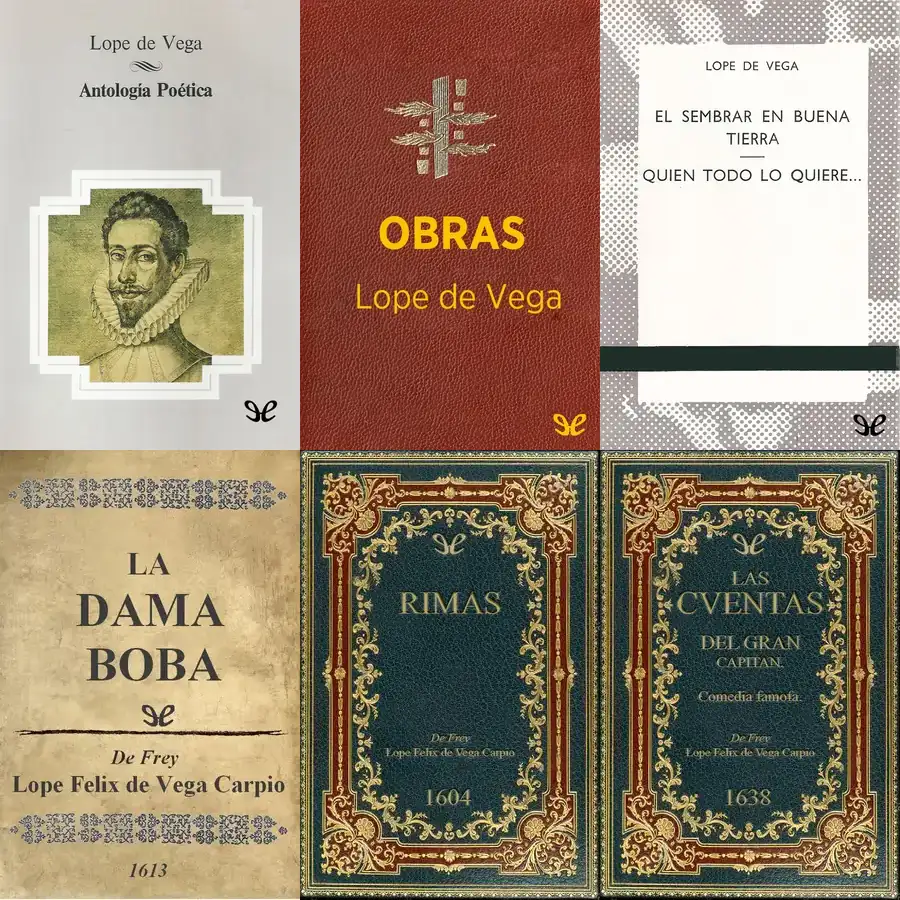 Lope de Vega
Antología Poética
OBRAS
Lope de Vega
LOPE DE VEGA
EL SEMBRAR EN BUENA
TIERRA
QUIEN TODO LO QUIERE...
LA
DAMA
BOBA
De Frey
Lope Felix de Vega Carpio
1613
RIMAS
De Frey
Lope Felix de Vega Carpio
1604
LAS
CVENTAS
DEL GRAN
CAPITAN.
Comedia famoſa.
De Frey
Lope Felix de Vega Carpio
1638